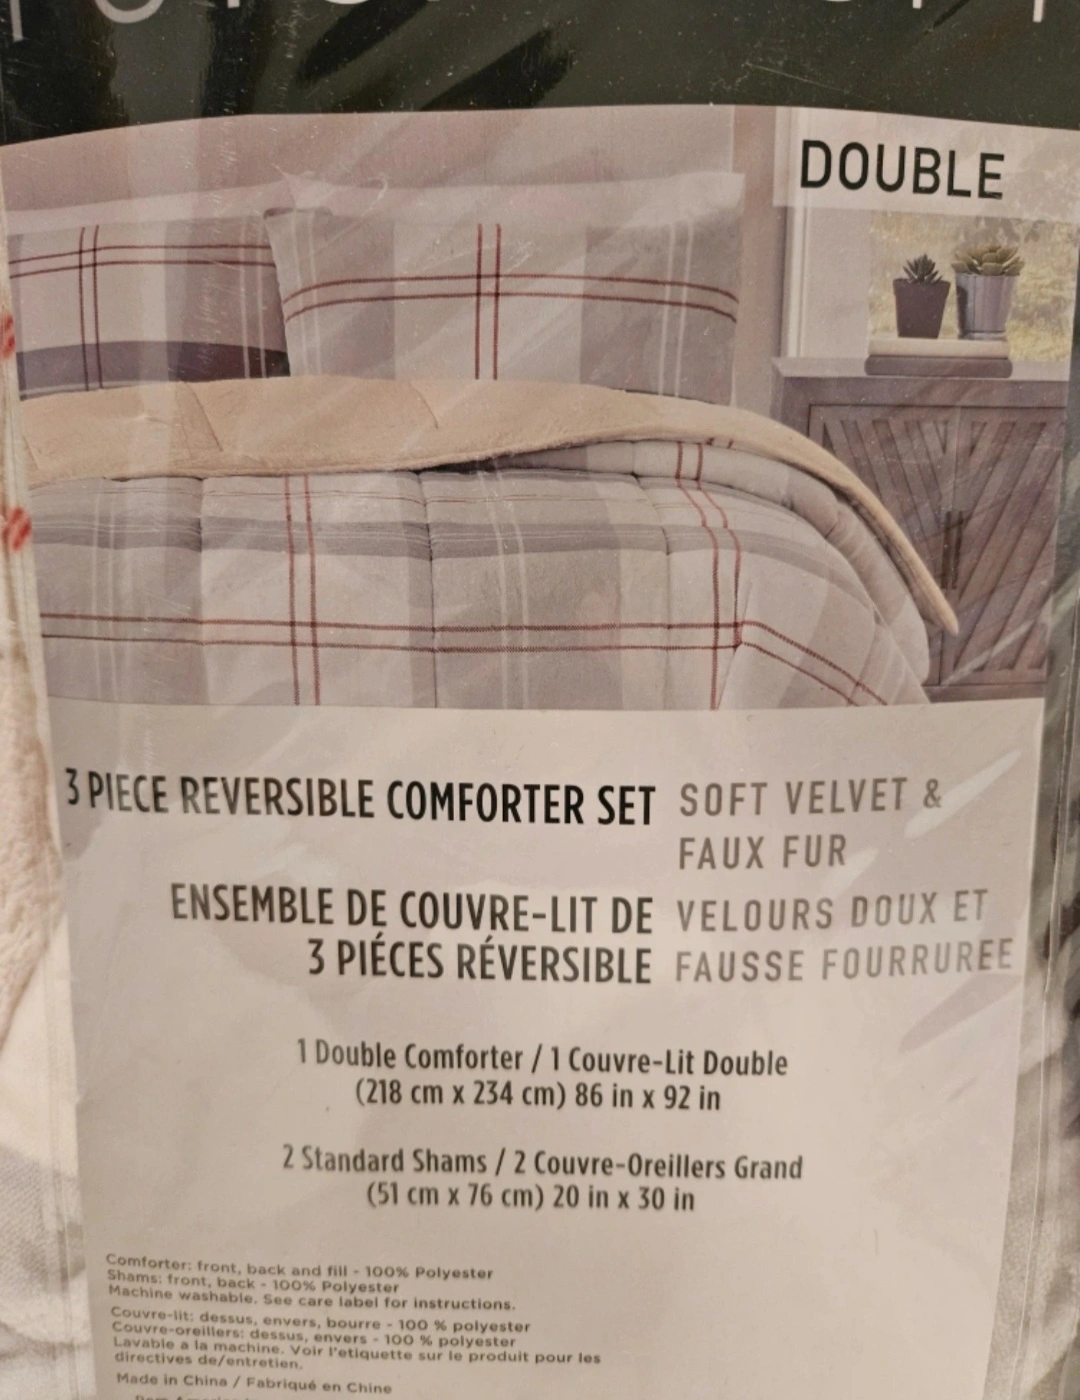 DOUBLE
3 PIECE REVERSIBLE COMFORTER SET
SOFT VELVET &
FAUX FUR
ENSEMBLE DE COUVRE-LIT DE
3 PIÉCES RÉVERSIBLE
VELOURS DOUX ET
FAUSSE FOURRUREE
1 Double Comforter / 1 Couvre-Lit Double
(218 cm x 234 cm) 86 in x 92 in
2 Standard Shams / 2 Couvre-Oreillers Grand
(51 cm x 76 cm) 20 in x 30 in
Comforter: front, back and fill - 100% Polyester
Shams: front, back - 100% Polyester
Machine washable. See care label for instructions.
Couvre-lit: dessus, envers, bourre - 100 % polyester
Couvre-oreillers: dessus, envers - 100 % polyester
Lavable a la machine. Voir l'etiquette sur le produit pour les
directives de/entretien.
Made in China / Fabriqué en Chine